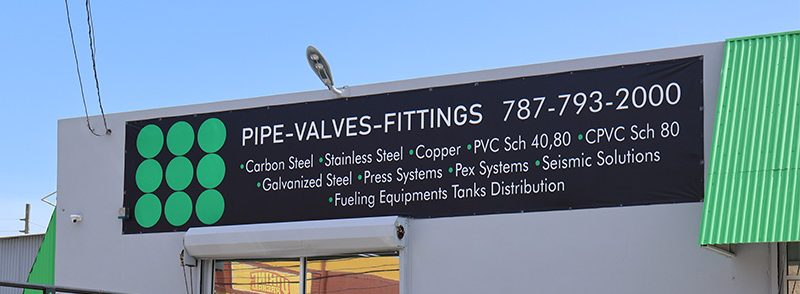 PIPE-VALVES-FITTINGS 787-793-2000
•Carbon Steel •Stainless Steel •Copper •PVC Sch 40,80 •CPVC Sch 80
•Galvanized Steel •Press Systems •Pex Systems •Seismic Solutions
•Fueling Equipments Tanks Distribution